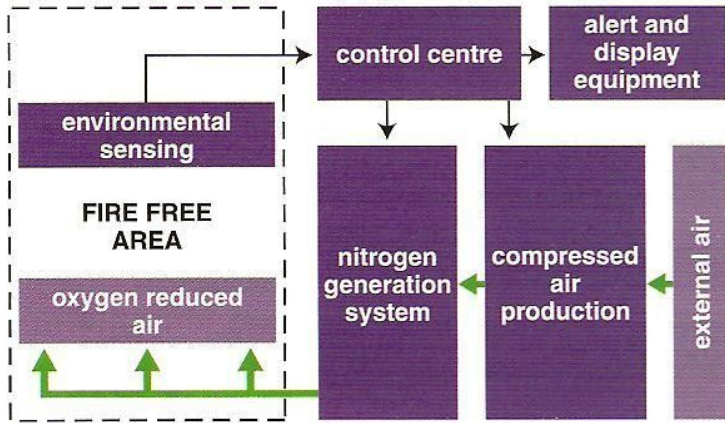 control centre
alert and
display
equipment
environmental
sensing
FIRE FREE
AREA
oxygen reduced
air
nitrogen
generation
system
compressed
air
production
external air